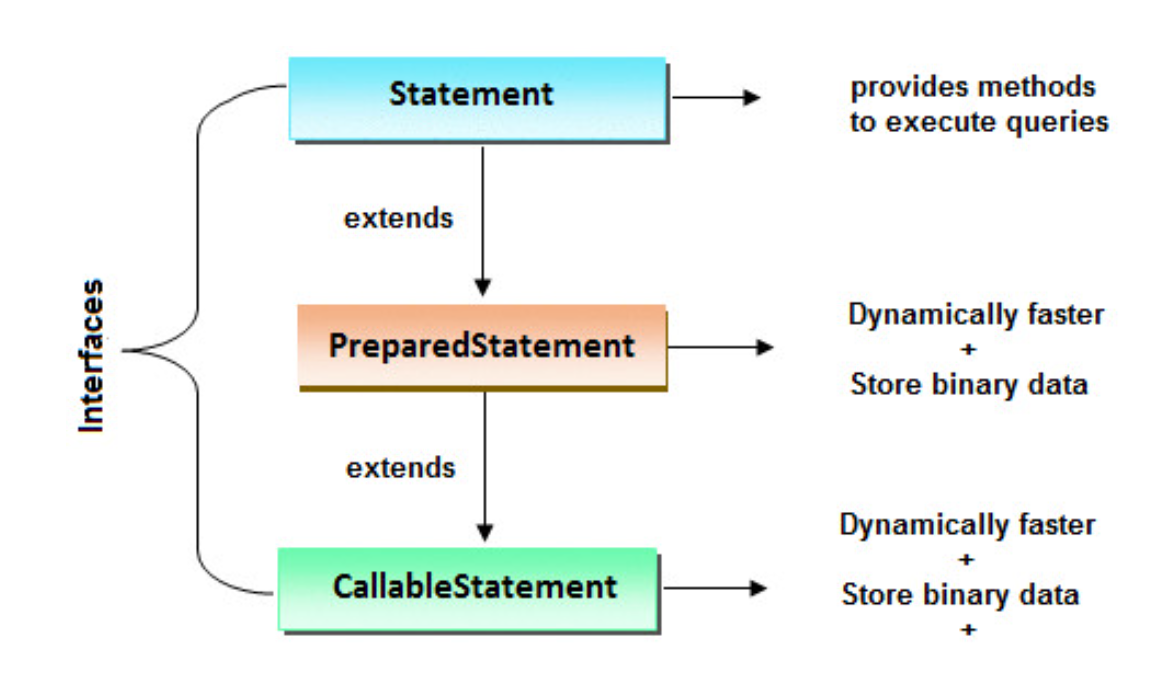 Statement
provides methods
to execute queries
extends
Interfaces
PreparedStatement
Dynamically faster
+
Store binary data
extends
CallableStatement
Dynamically faster
+
Store binary data
+